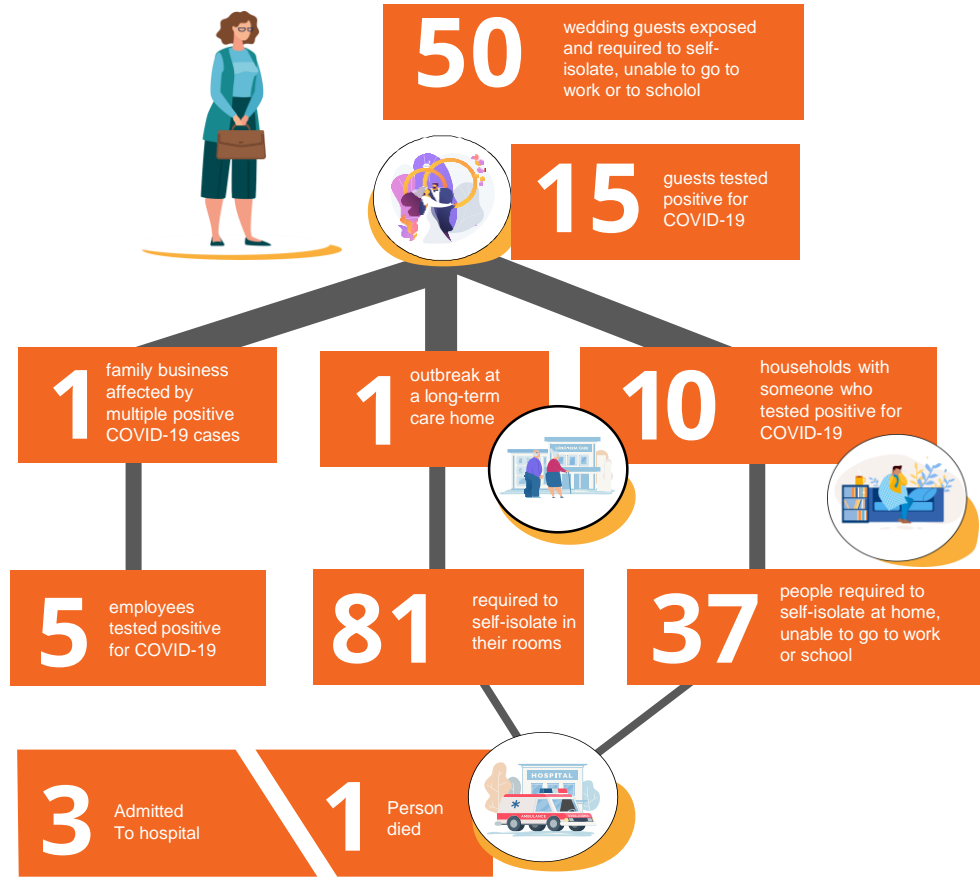 50
wedding guests exposed
and required to self-
isolate, unable to go to
work or to scholol
15
guests tested
positive for
COVID-19
1
family business
affected by
multiple positive
COVID-19 cases
1
outbreak at
a long-term
care home
10
households with
someone who
tested positive for
COVID-19
5
employees
tested positive
for COVID-19
81
required to
self-isolate in
their rooms
37
people required to
self-isolate at home,
unable to go to work
or school
3
Admitted
To hospital
1
Person
died
HOSPITAL
AMBULANCE